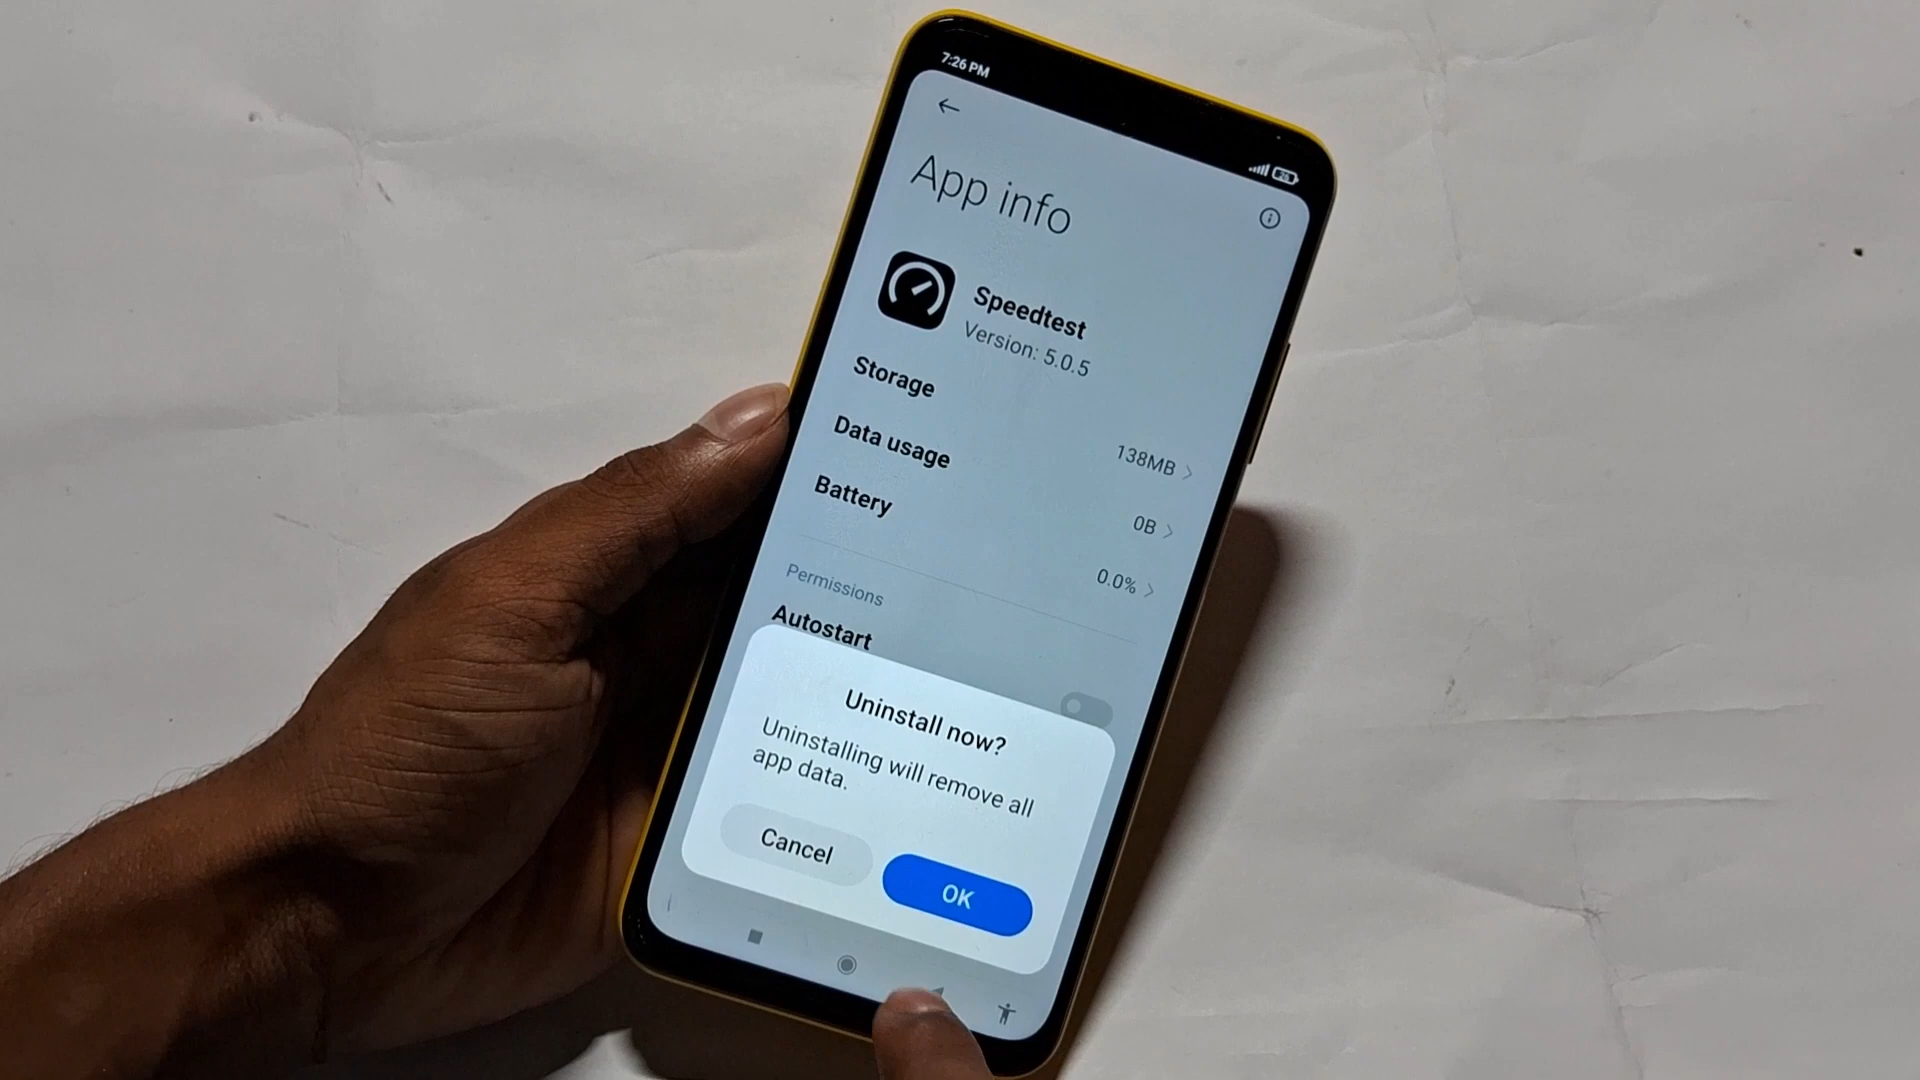 7:26 PM
App info
Speedtest
Version: 5.0.5
Storage
138MB
Data usage
0B
Battery
0.0%
Permissions
Autostart
Uninstall now?
Uninstalling will remove all
app data.
Cancel
OK